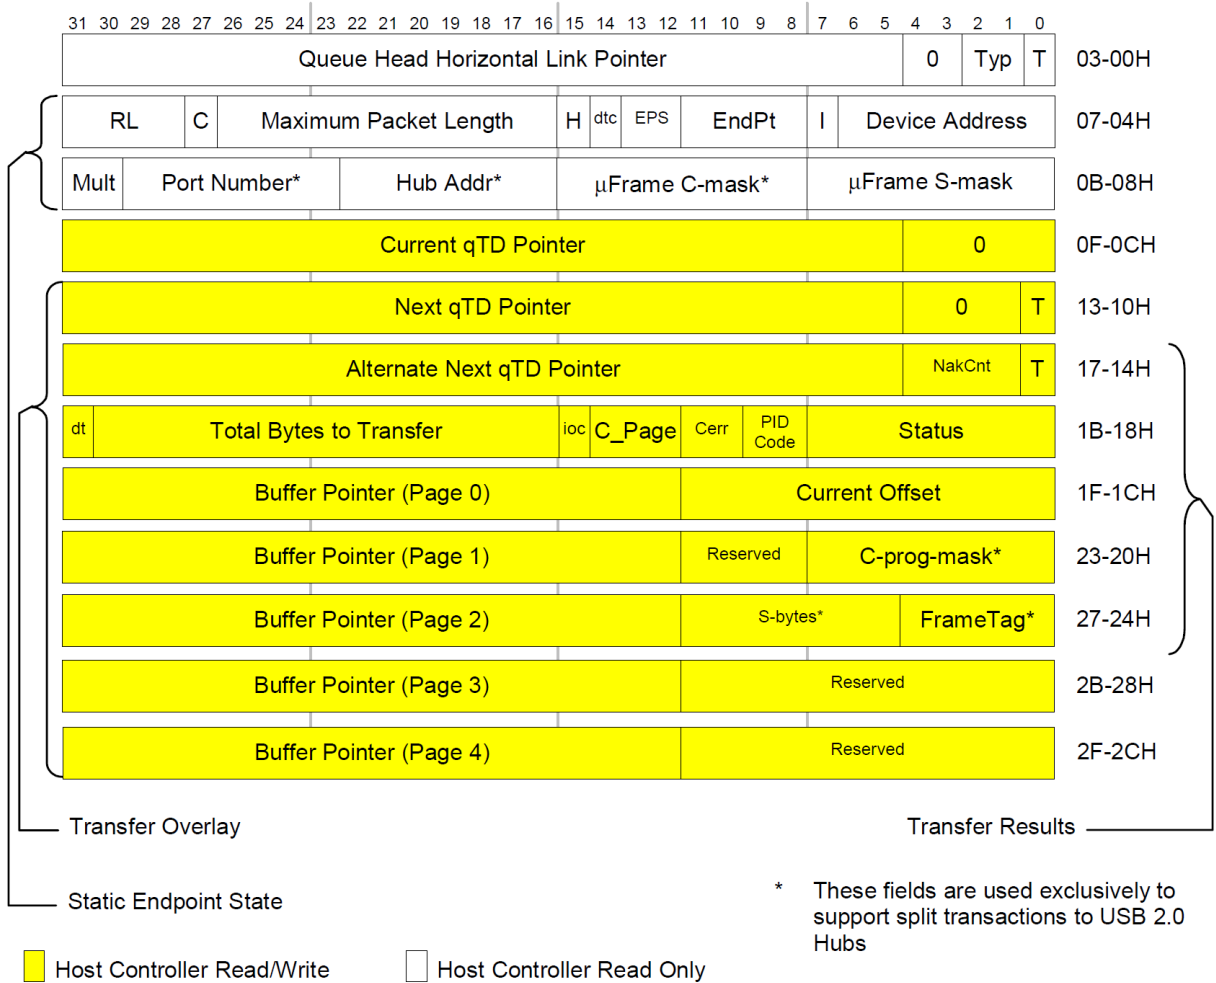 31 30 29 28 27 26 25 24 23 22 21 20 19 18 17 16 15 14 13 12 11 10 9 8 7 6 5 4 3 2 1 0
Queue Head Horizontal Link Pointer 0 Typ T 03-00H
RL C Maximum Packet Length H dtc EPS EndPt I Device Address 07-04H
Mult Port Number* Hub Addr* µFrame C-mask* µFrame S-mask 0B-08H
Current qTD Pointer 0 0F-0CH
Next qTD Pointer 0 T 13-10H
Alternate Next qTD Pointer NakCnt T 17-14H
dt Total Bytes to Transfer ioc C_Page Cerr PID Code Status 1B-18H
Buffer Pointer (Page 0) Current Offset 1F-1CH
Buffer Pointer (Page 1) Reserved C-prog-mask* 23-20H
Buffer Pointer (Page 2) S-bytes* FrameTag* 27-24H
Buffer Pointer (Page 3) Reserved 2B-28H
Buffer Pointer (Page 4) Reserved 2F-2CH
Transfer Overlay Transfer Results
Static Endpoint State
* These fields are used exclusively to
support split transactions to USB 2.0
Hubs
Host Controller Read/Write Host Controller Read Only